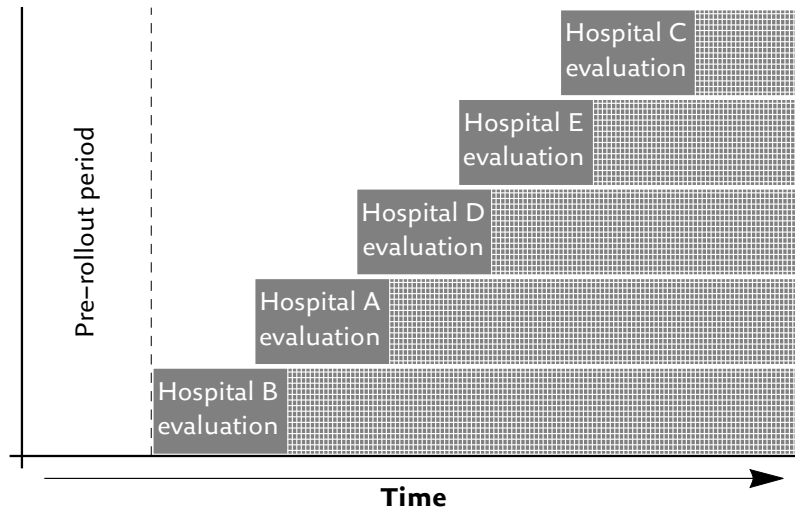 Hospital C
evaluation
Hospital E
evaluation
Hospital D
evaluation
Hospital A
evaluation
Hospital B
evaluation
Pre-rollout period
Time